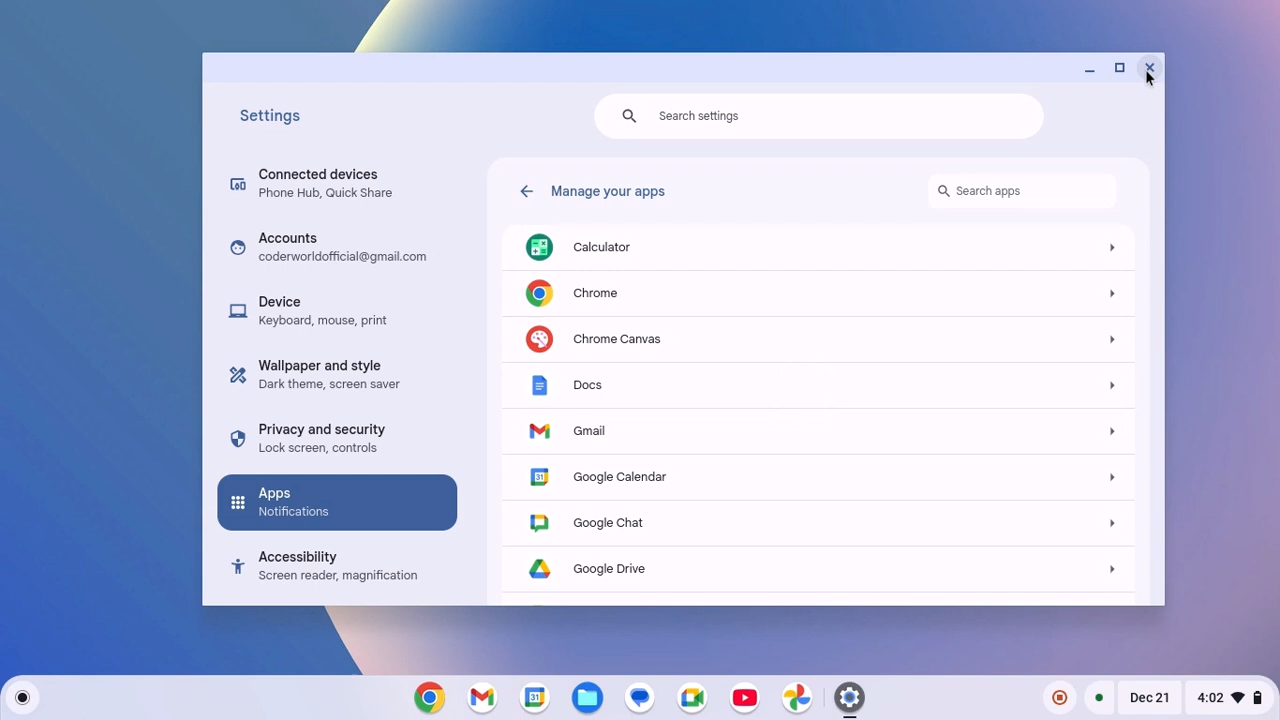 Settings
Search settings
Connected devices
Phone Hub, Quick Share
Accounts
coderworldofficial@gmail.com
Device
Keyboard, mouse, print
Wallpaper and style
Dark theme, screen saver
Privacy and security
Lock screen, controls
Apps
Notifications
Accessibility
Screen reader, magnification
Manage your apps
Search apps
Calculator
Chrome
Chrome Canvas
Docs
Gmail
31
Google Calendar
Google Chat
Google Drive
31
Dec 21
4:02